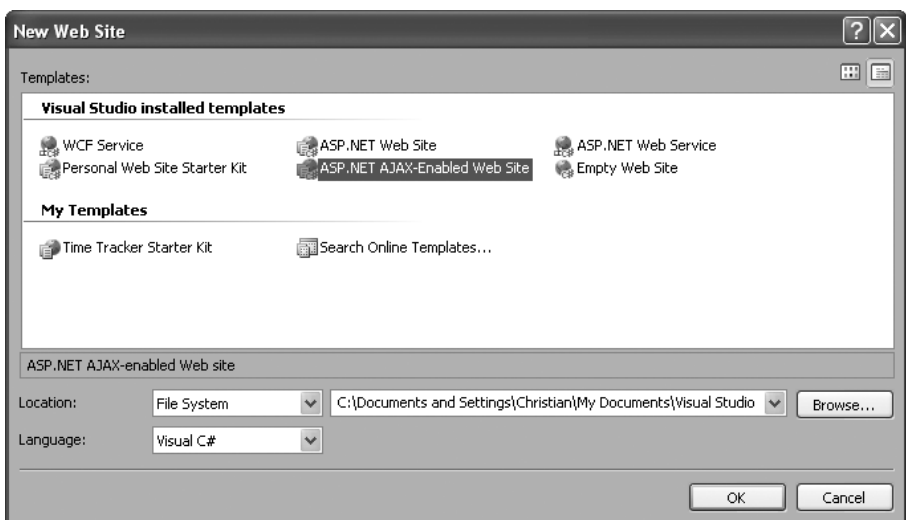 New Web Site
Templates:
Visual Studio installed templates
WCF Service ASP.NET Web Site ASP.NET Web Service
Personal Web Site Starter Kit ASP.NET AJAX-Enabled Web Site Empty Web Site
My Templates
Time Tracker Starter Kit Search Online Templates...
ASP.NET AJAX-enabled Web site
Location: File System C:\Documents and Settings\Christian\My Documents\Visual Studio Browse...
Language: Visual C#
OK Cancel